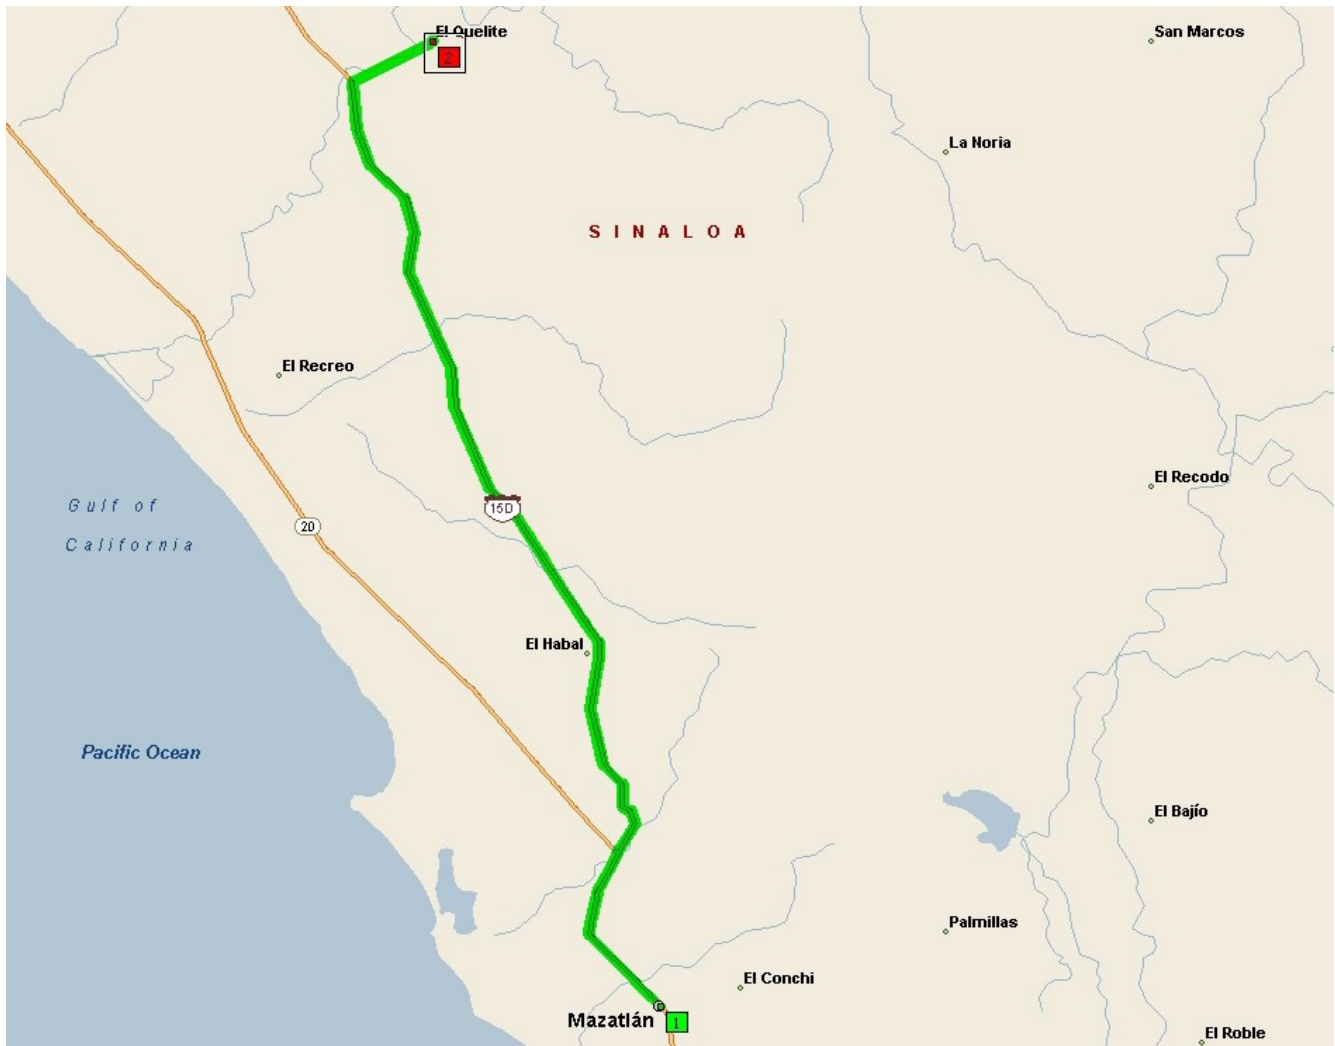 El Quelite
2
San Marcos
La Noria
SINALOA
El Recreo
El Recodo
Gulf of
California
15D
20
El Habal
Pacific Ocean
El Bajío
Palmillas
El Conchi
Mazatlán
1
El Roble